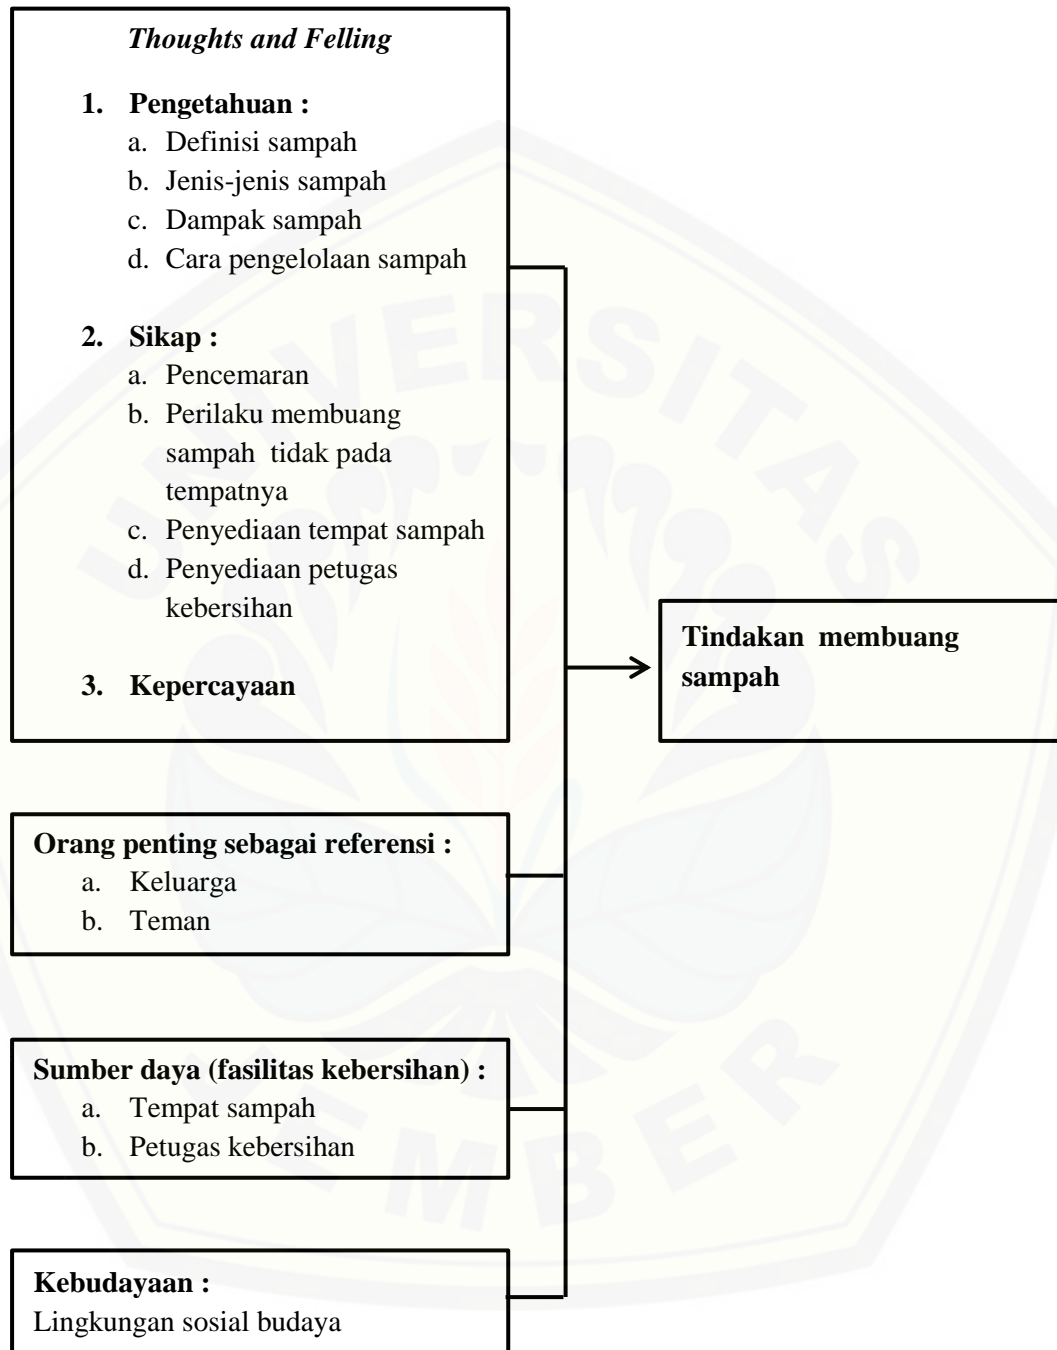 Thoughts and Felling
1. Pengetahuan :
a. Definisi sampah
b. Jenis-jenis sampah
c. Dampak sampah
d. Cara pengelolaan sampah
2. Sikap :
a. Pencemaran
b. Perilaku membuang
sampah tidak pada
tempatnya
c. Penyediaan tempat sampah
d. Penyediaan petugas
kebersihan
3. Kepercayaan
Tindakan membuang
sampah
Orang penting sebagai referensi :
a. Keluarga
b. Teman
Sumber daya (fasilitas kebersihan) :
a. Tempat sampah
b. Petugas kebersihan
Kebudayaan :
Lingkungan sosial budaya
UNIVERSITAS
JEMBER